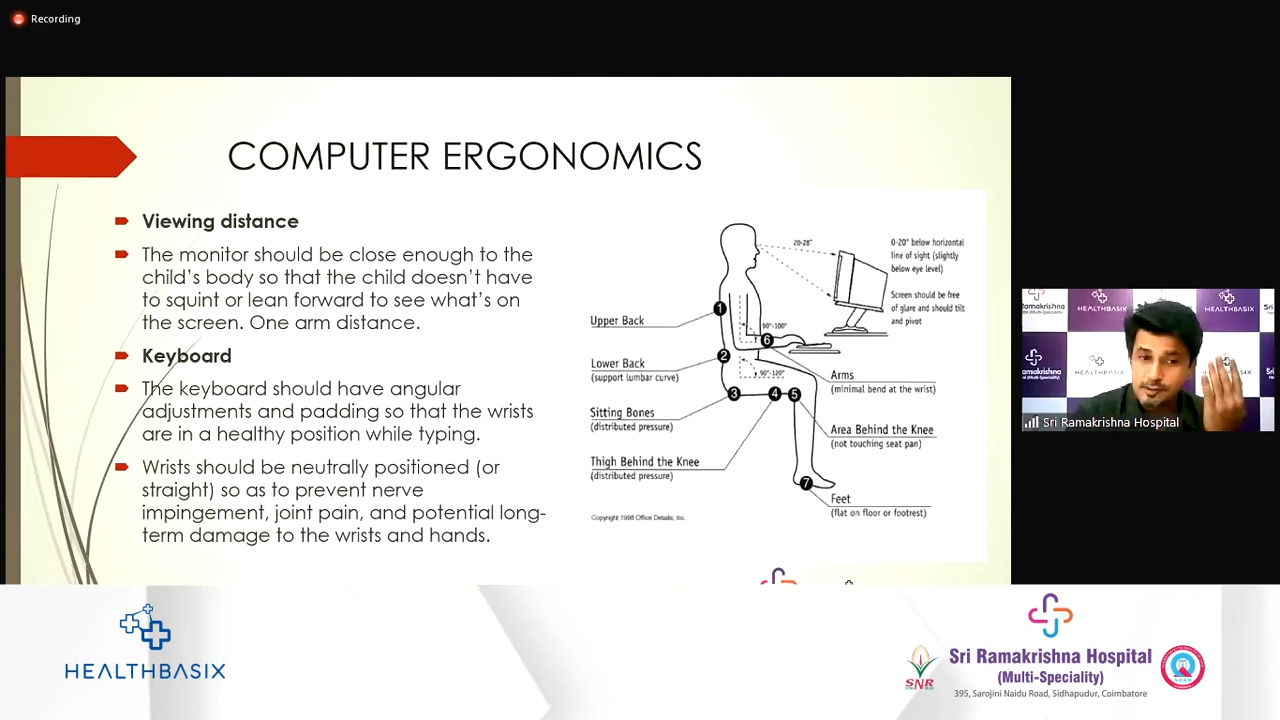 Recording
COMPUTER ERGONOMICS
Viewing distance
The monitor should be close enough to the
child's body so that the child doesn't have
to squint or lean forward to see what's on
the screen. One arm distance.
Keyboard
The keyboard should have angular
adjustments and padding so that the wrists
are in a healthy position while typing.
Wrists should be neutrally positioned (or
straight) so as to prevent nerve
impingement, joint pain, and potential long-
term damage to the wrists and hands.
20-28"
0-20° below horizontal
line of sight (slightly
below eye level)
Screen should be free
of glare and should tilt
and pivot
1
Upper Back
90°-100°
6
2
Lower Back
(support lumbar curve)
90°-120°
Arms
(minimal bend at the wrist)
3
4
5
Sitting Bones
(distributed pressure)
Area Behind the Knee
(not touching seat pan)
Thigh Behind the Knee
(distributed pressure)
7
Feet
(flat on floor or footrest)
Copyright 1998 Office Details, Inc.
Ramakrishna
HEALTHBASIX
HEALTHBASIX
Sri Ramakrishna Hospital
HEALTHBASIX
SNR
Sri Ramakrishna Hospital
(Multi-Speciality)
395, Sarojini Naidu Road, Sidhapudur, Coimbatore